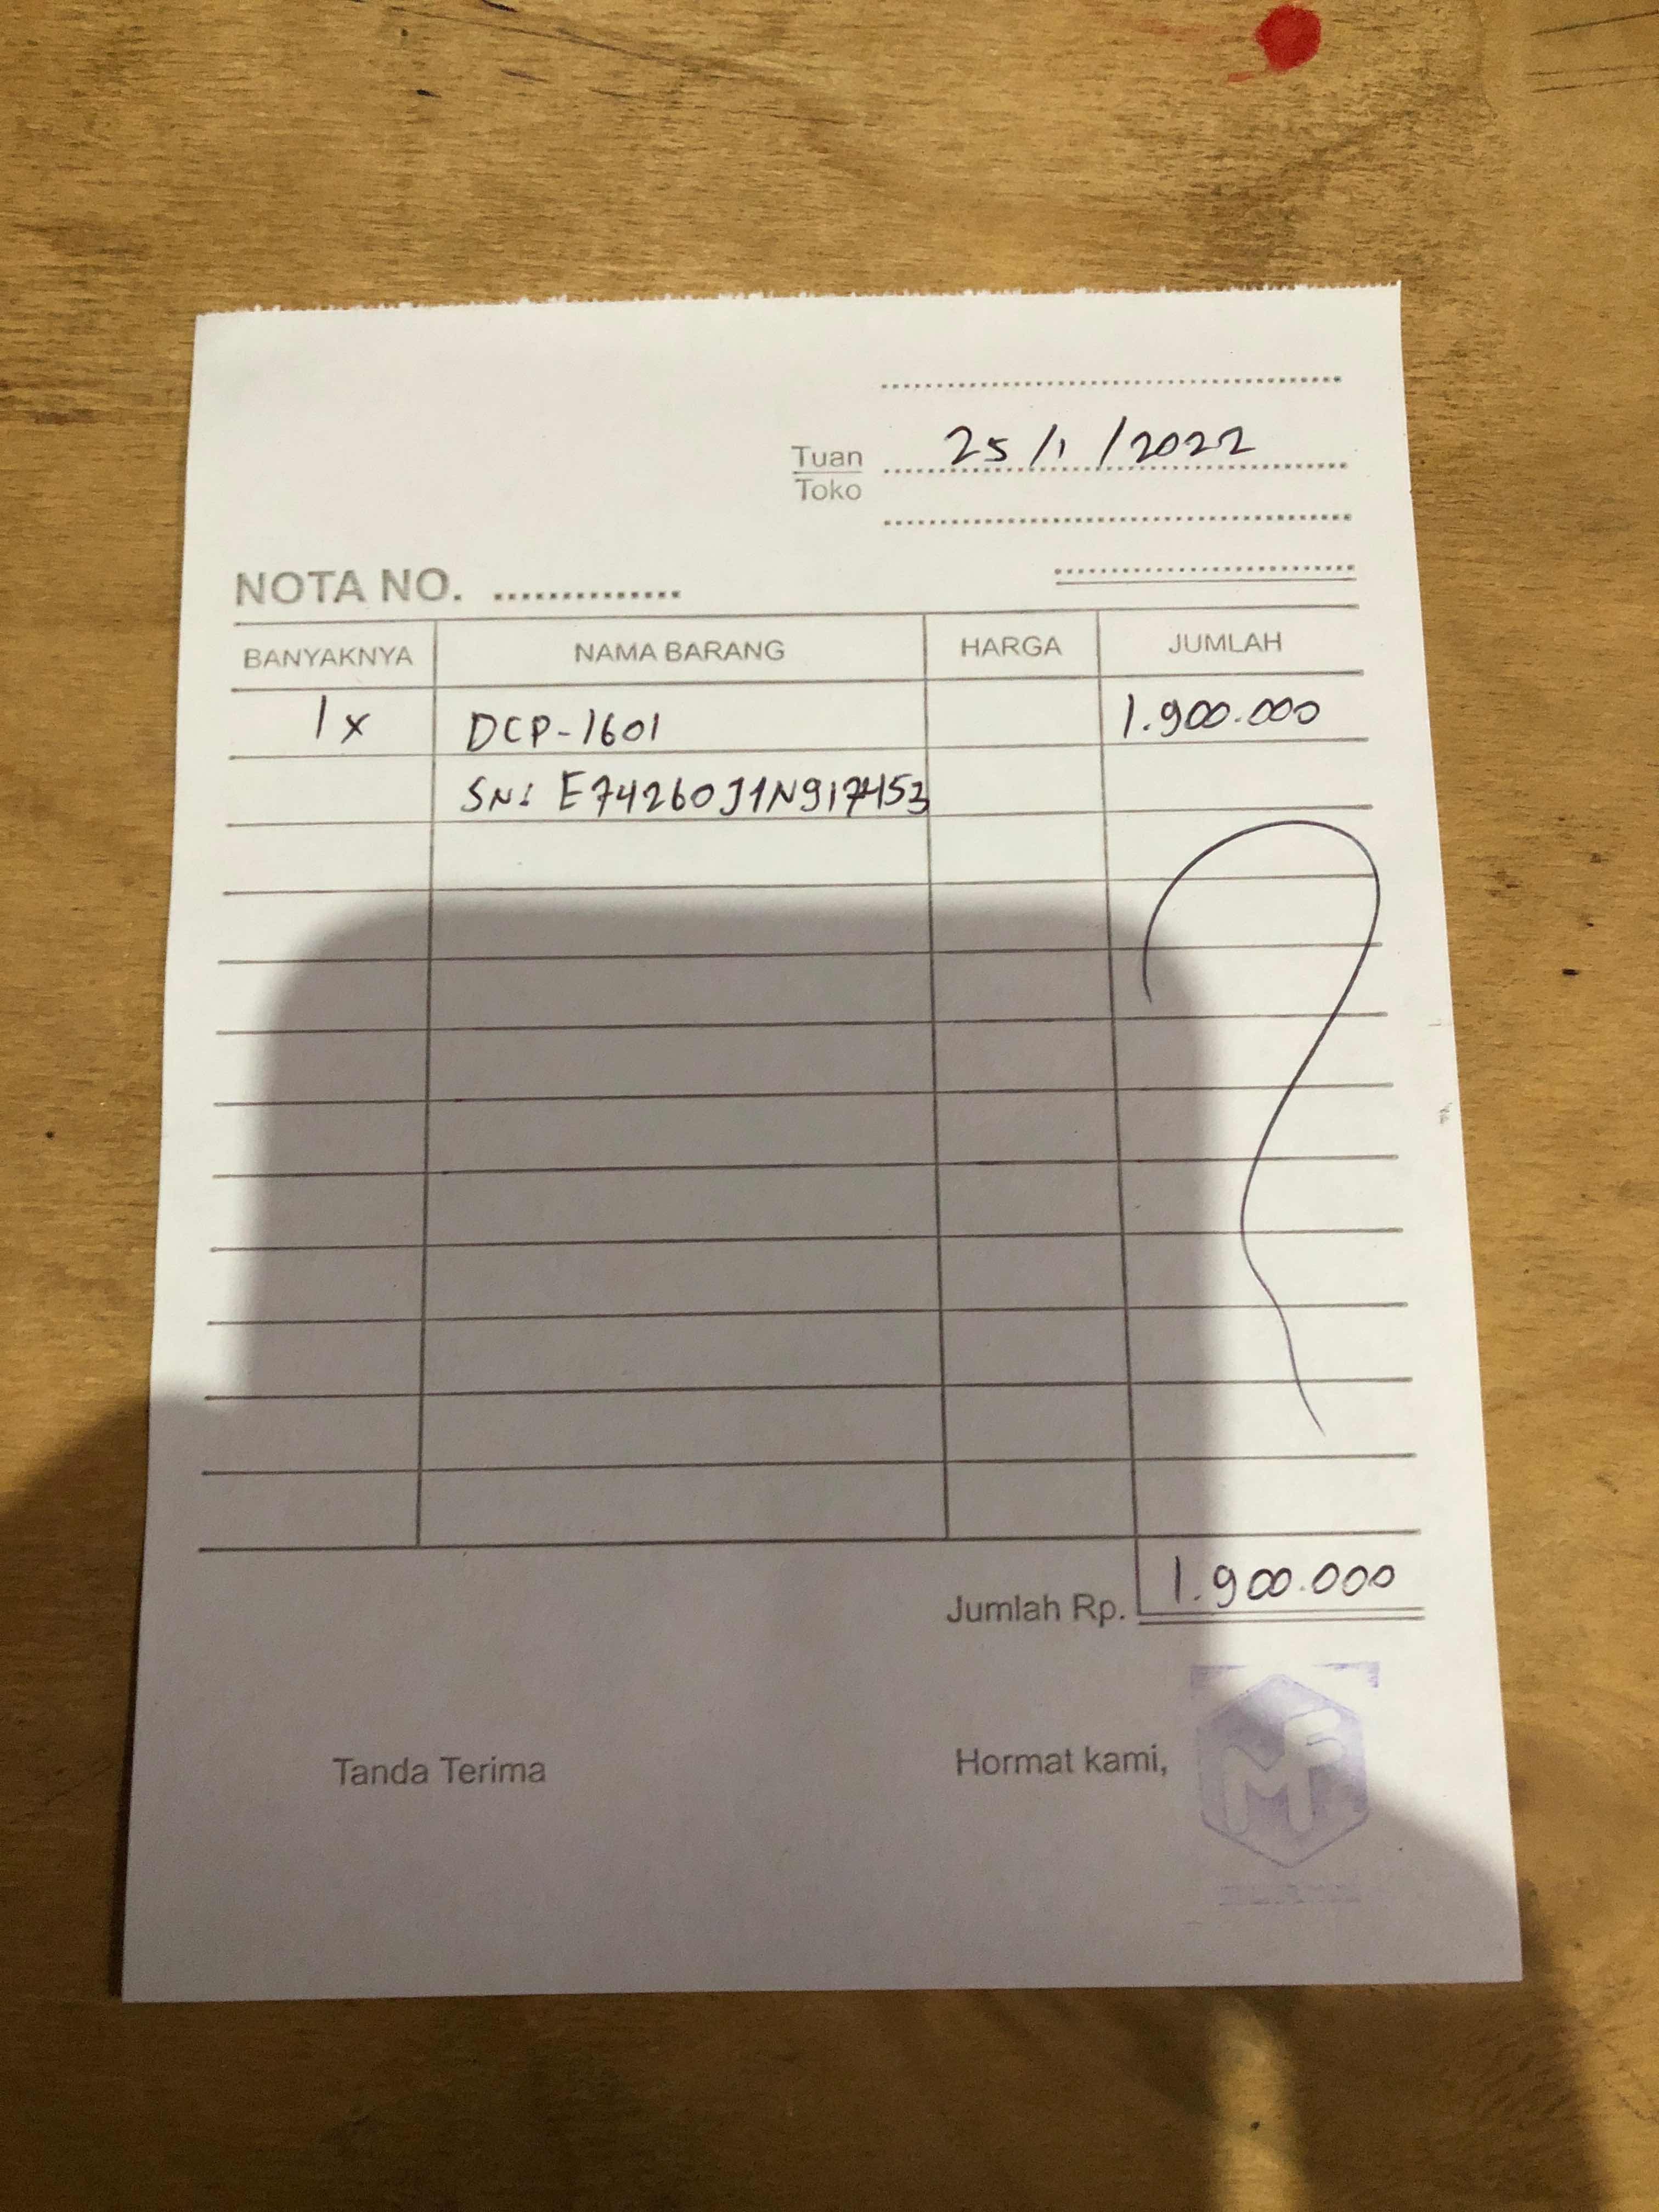 25/1/2022
Tuan
Toko
NOTA NO. ..............
BANYAKNYA NAMA BARANG HARGA JUMLAH
1x DCP-1601 1.900.000
SN: E74260J1N917453
Jumlah Rp. 1.900.000
Tanda Terima Hormat kami,
MF